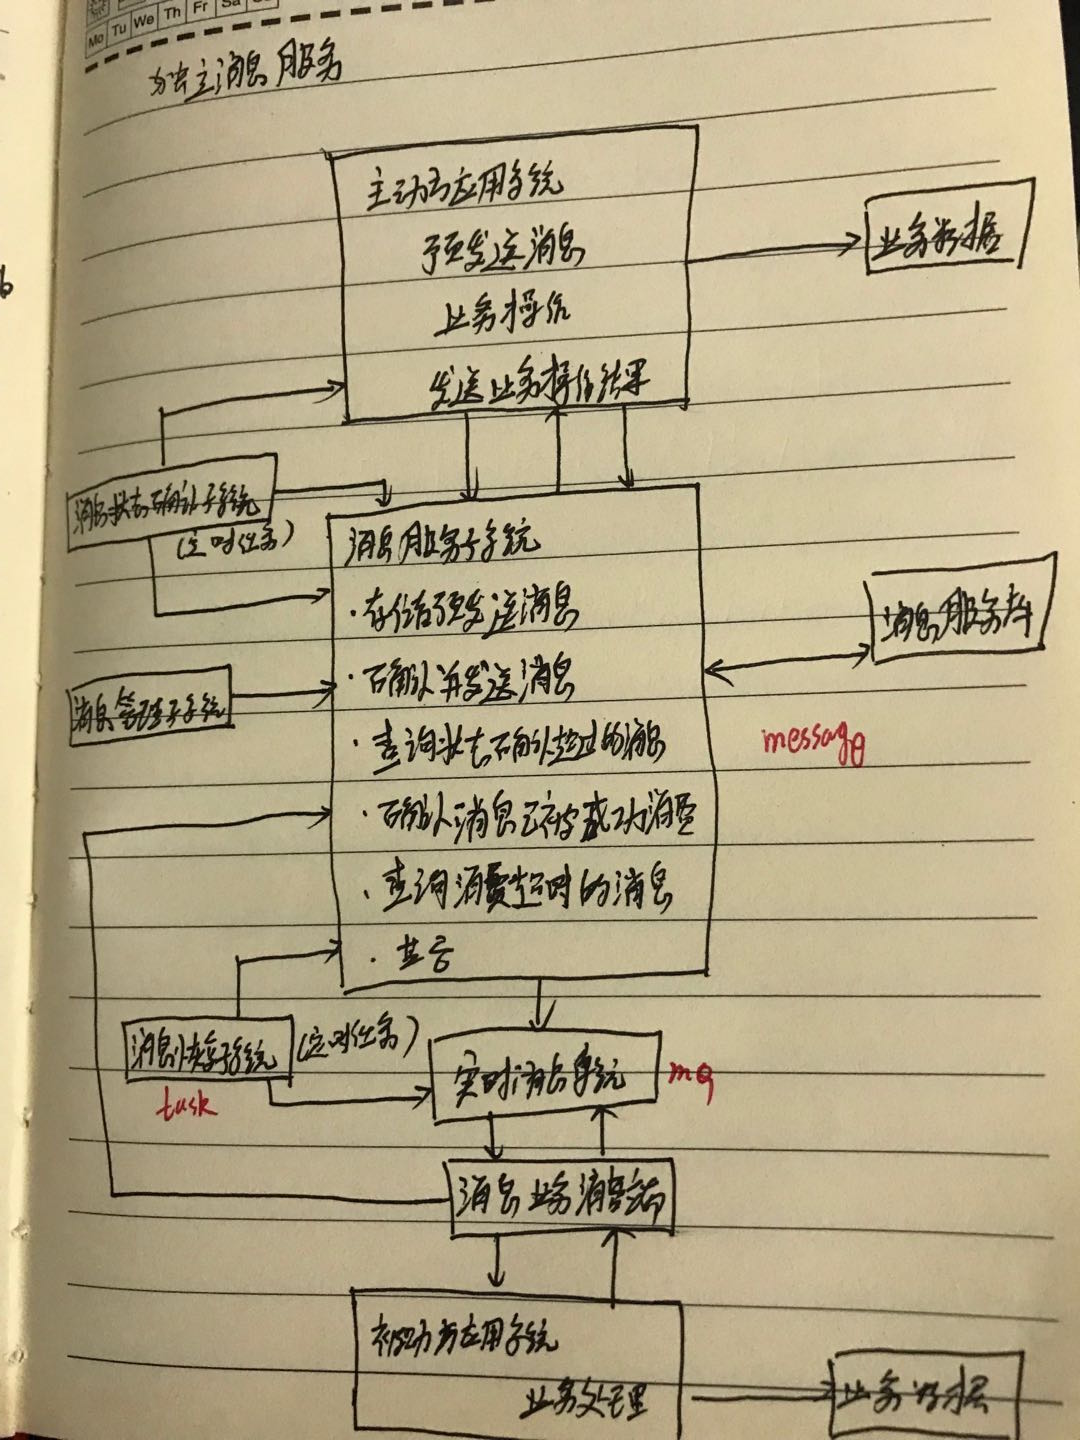 Mo Tu We Th Fr Sa
独立消息服务
主动方应用系统
预发送消息
业务操作
发送业务操作结果
业务数据
消息状态确认子系统
(定时任务)
消息服务子系统
·存储预发送消息
·确认并发送消息
·查询状态确认超时的消息
·确认消息已被成功消费
·查询消费超时的消息
·其它
消息服务库
message
消息管理子系统
消息恢复子系统
(定时任务)
task
实时消息系统
mq
消息业务消费端
被动方应用系统
业务处理
业务数据